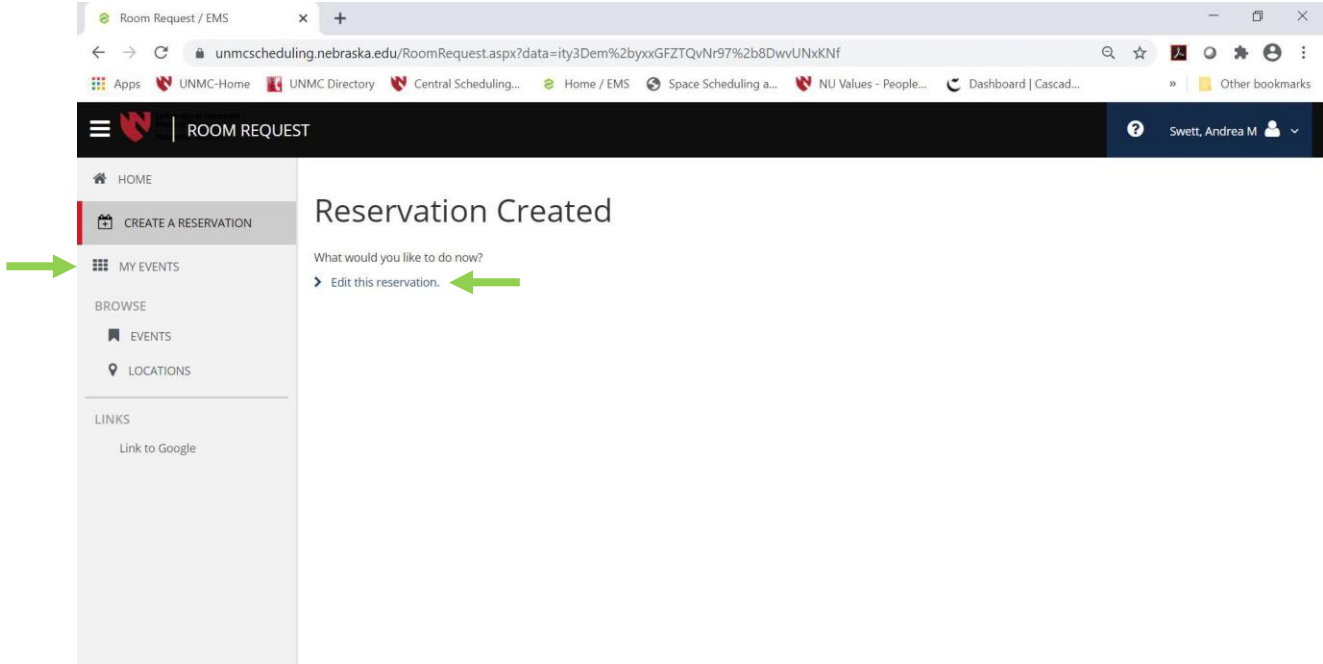 Room Request / EMS
unmcscheduling.nebraska.edu/RoomRequest.aspx?data=ity3Dem%2byxxGFZTQvNr97%2b8DwvUNxKNf
Apps UNMC-Home UNMC Directory Central Scheduling... Home / EMS Space Scheduling a... NU Values - People... Dashboard | Cascad... » Other bookmarks
N | ROOM REQUEST ? Swett, Andrea M
HOME
CREATE A RESERVATION
MY EVENTS
BROWSE
EVENTS
LOCATIONS
LINKS
Link to Google
Reservation Created
What would you like to do now?
Edit this reservation.